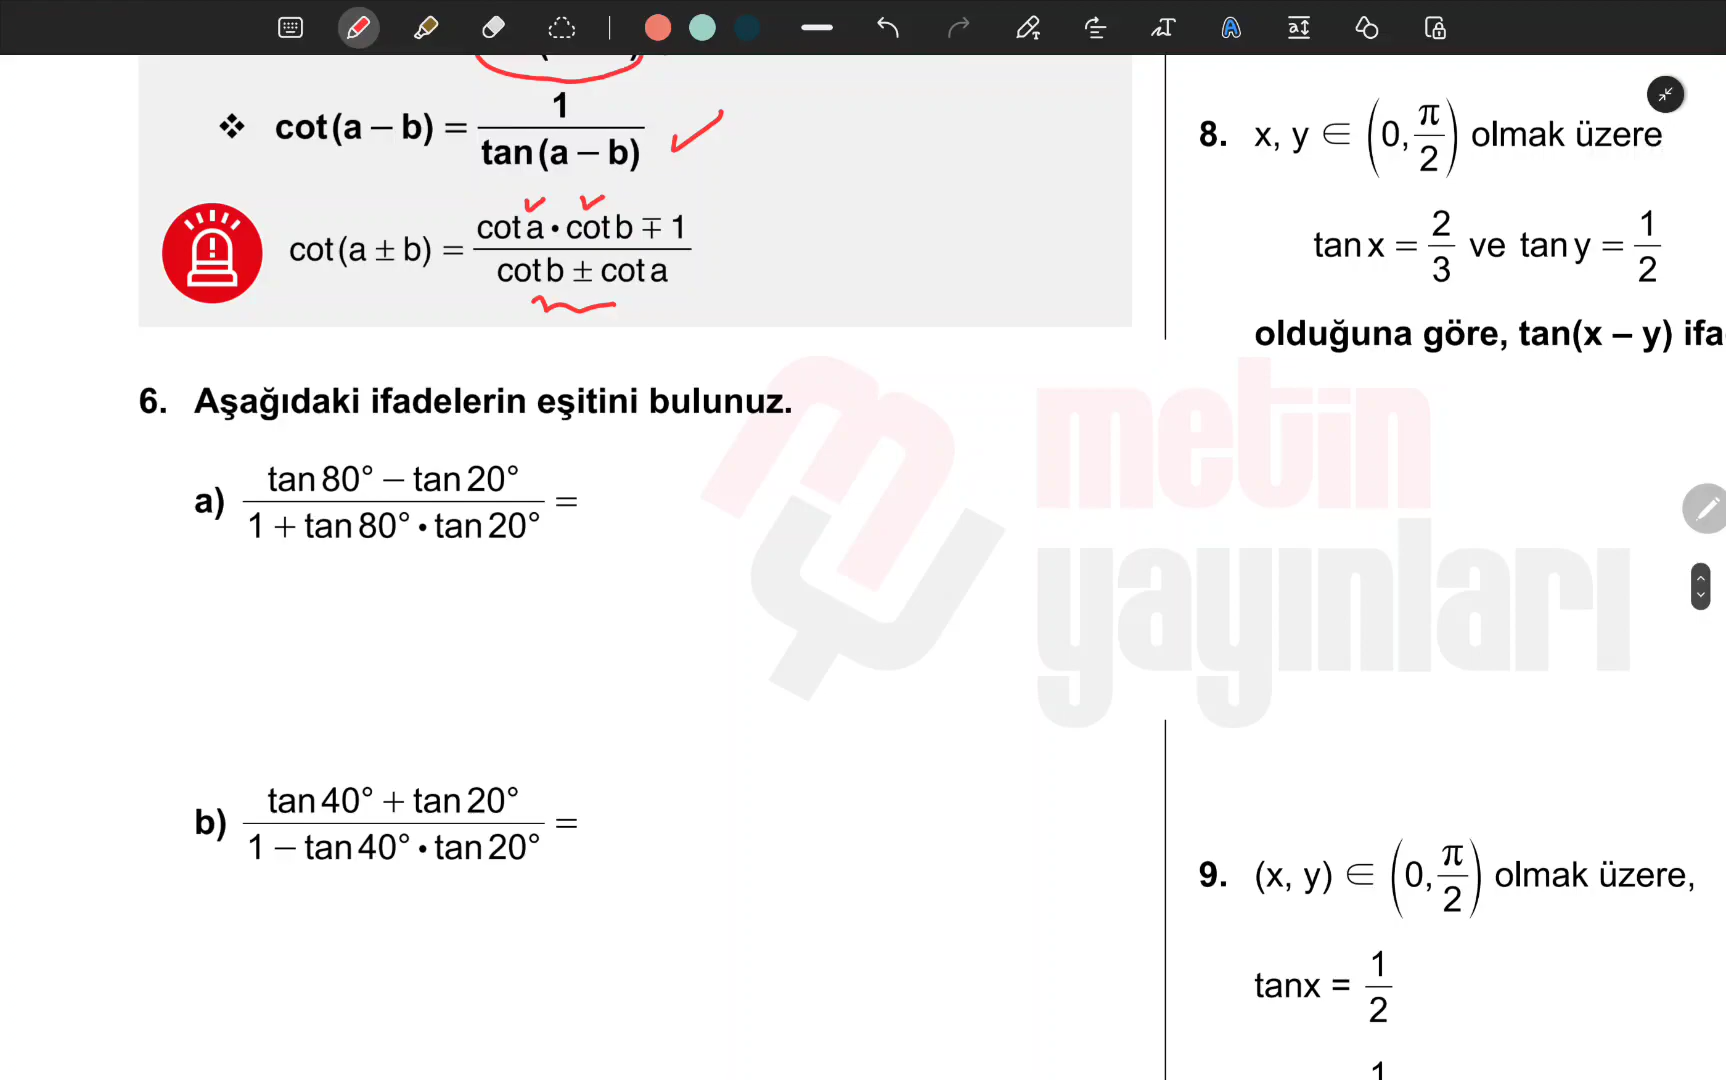 ❖ cot(a – b) = 1 / tan(a – b)
cot(a ± b) = cot a • cot b ∓ 1 / cot b ± cot a
6. Aşağıdaki ifadelerin eşitini bulunuz.
a) tan 80° – tan 20° / 1 + tan 80° • tan 20° =
b) tan 40° + tan 20° / 1 – tan 40° • tan 20° =
metin
yayınları
8. x, y ∈ (0, π/2) olmak üzere
tan x = 2/3 ve tan y = 1/2
olduğuna göre, tan(x – y) ifa
9. (x, y) ∈ (0, π/2) olmak üzere,
tanx = 1/2
1